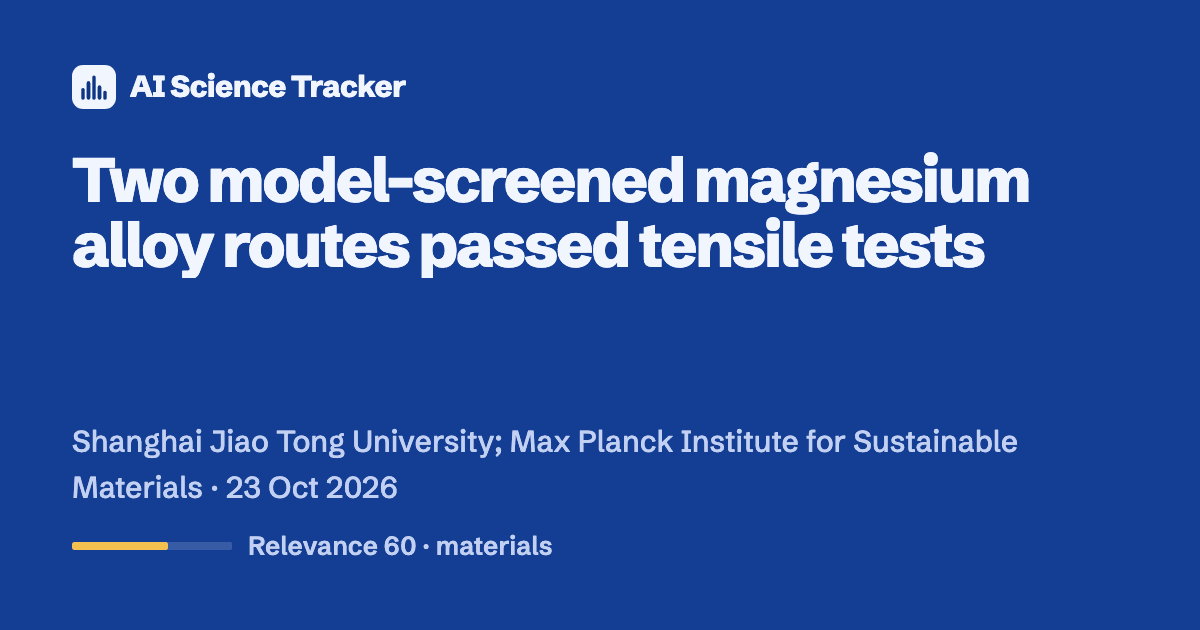 AI Science Tracker
Two model-screened magnesium
alloy routes passed tensile tests
Shanghai Jiao Tong University; Max Planck Institute for Sustainable
Materials · 23 Oct 2026
Relevance 60 · materials